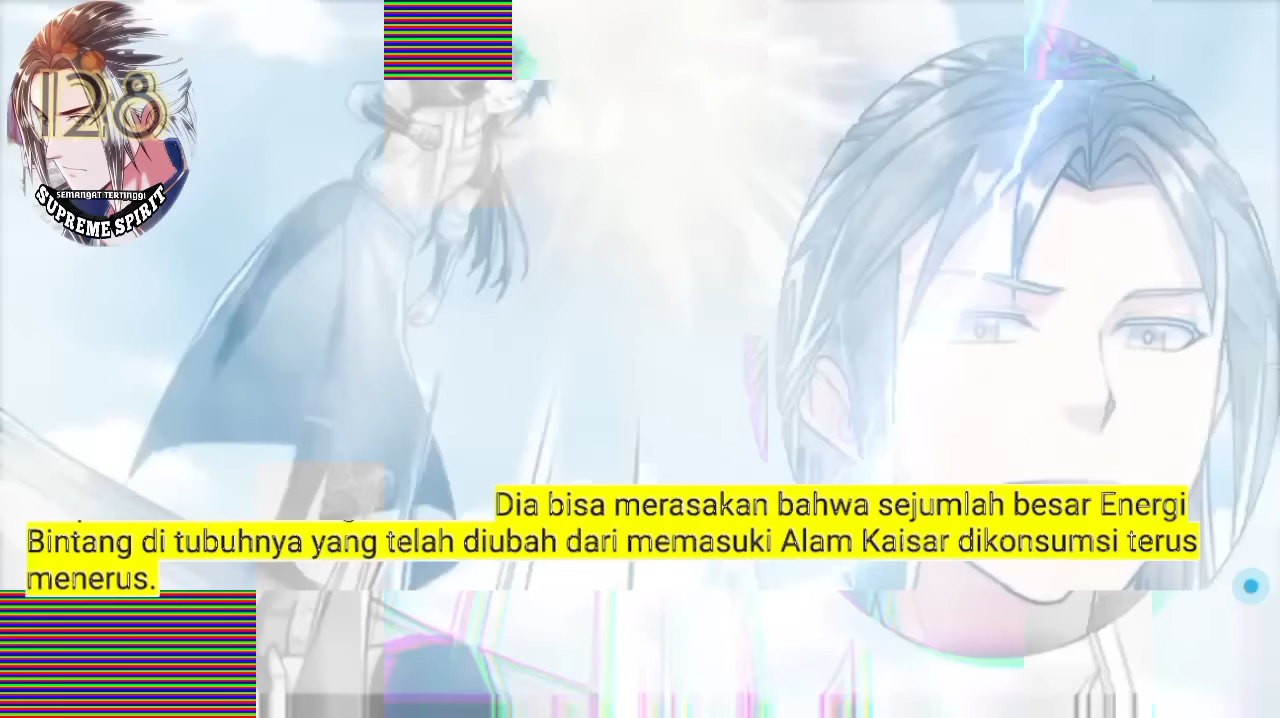 128
SEMANGAT TERTINGGI
SUPREME SPIRIT
Dia bisa merasakan bahwa sejumlah besar Energi
Bintang di tubuhnya yang telah diubah dari memasuki Alam Kaisar dikonsumsi terus
menerus.